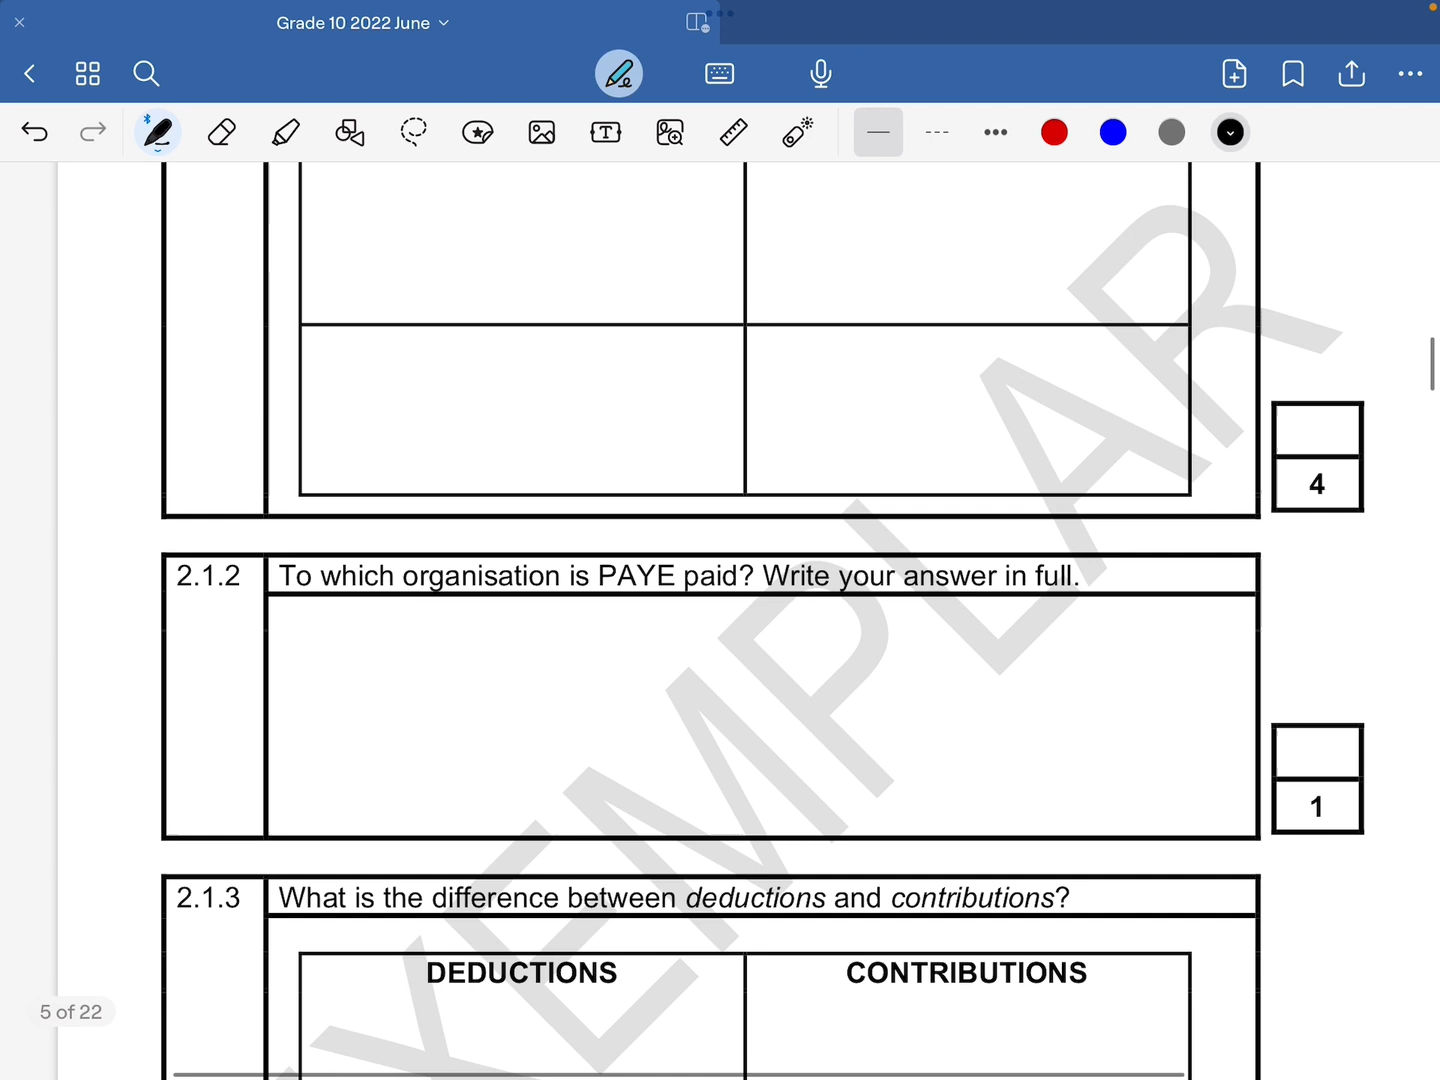 Grade 10 2022 June
4
2.1.2 To which organisation is PAYE paid? Write your answer in full.
1
2.1.3 What is the difference between deductions and contributions?
DEDUCTIONS CONTRIBUTIONS
5 of 22
EXEMPLAR